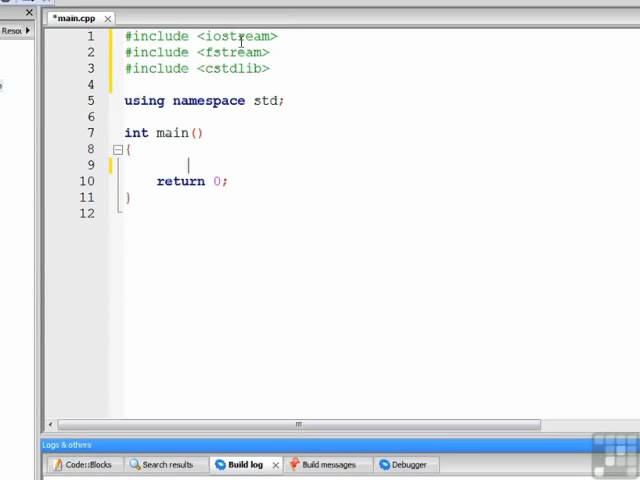 *main.cpp
Resou
1 #include <iostream>
2 #include <fstream>
3 #include <cstdlib>
4
5 using namespace std;
6
7 int main()
8 {
9
10 return 0;
11 }
12
Logs & others
Code::Blocks Search results Build log Build messages Debugger